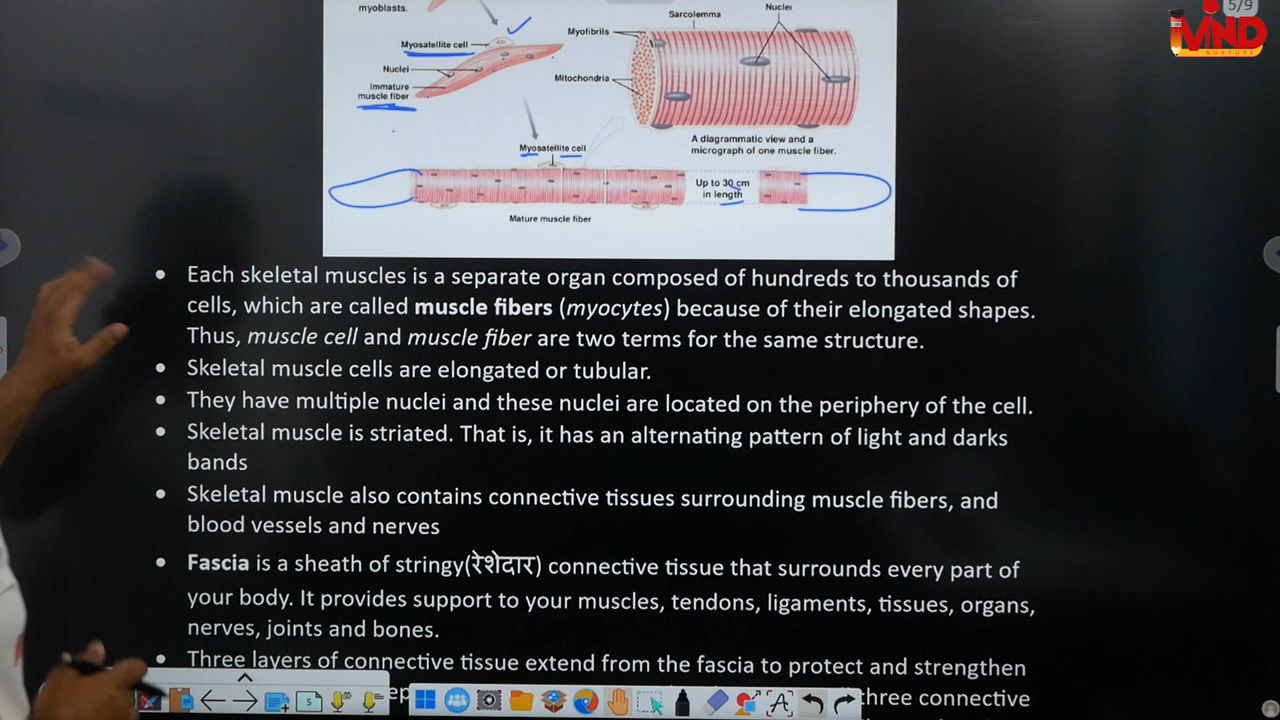 myoblasts.
Myosatellite cell
Nuclei
Immature
muscle fiber
Myofibrils
Sarcolemma
Nuclei
Mitochondria
A diagrammatic view and a
micrograph of one muscle fiber.
Myosatellite cell
Up to 30 cm
in length
Mature muscle fiber
5/9
MIND
NURTURE
• Each skeletal muscles is a separate organ composed of hundreds to thousands of
cells, which are called muscle fibers (myocytes) because of their elongated shapes.
Thus, muscle cell and muscle fiber are two terms for the same structure.
• Skeletal muscle cells are elongated or tubular.
• They have multiple nuclei and these nuclei are located on the periphery of the cell.
• Skeletal muscle is striated. That is, it has an alternating pattern of light and darks
bands
• Skeletal muscle also contains connective tissues surrounding muscle fibers, and
blood vessels and nerves
• Fascia is a sheath of stringy(रेशेदार) connective tissue that surrounds every part of
your body. It provides support to your muscles, tendons, ligaments, tissues, organs,
nerves, joints and bones.
• Three layers of connective tissue extend from the fascia to protect and strengthen
three connective